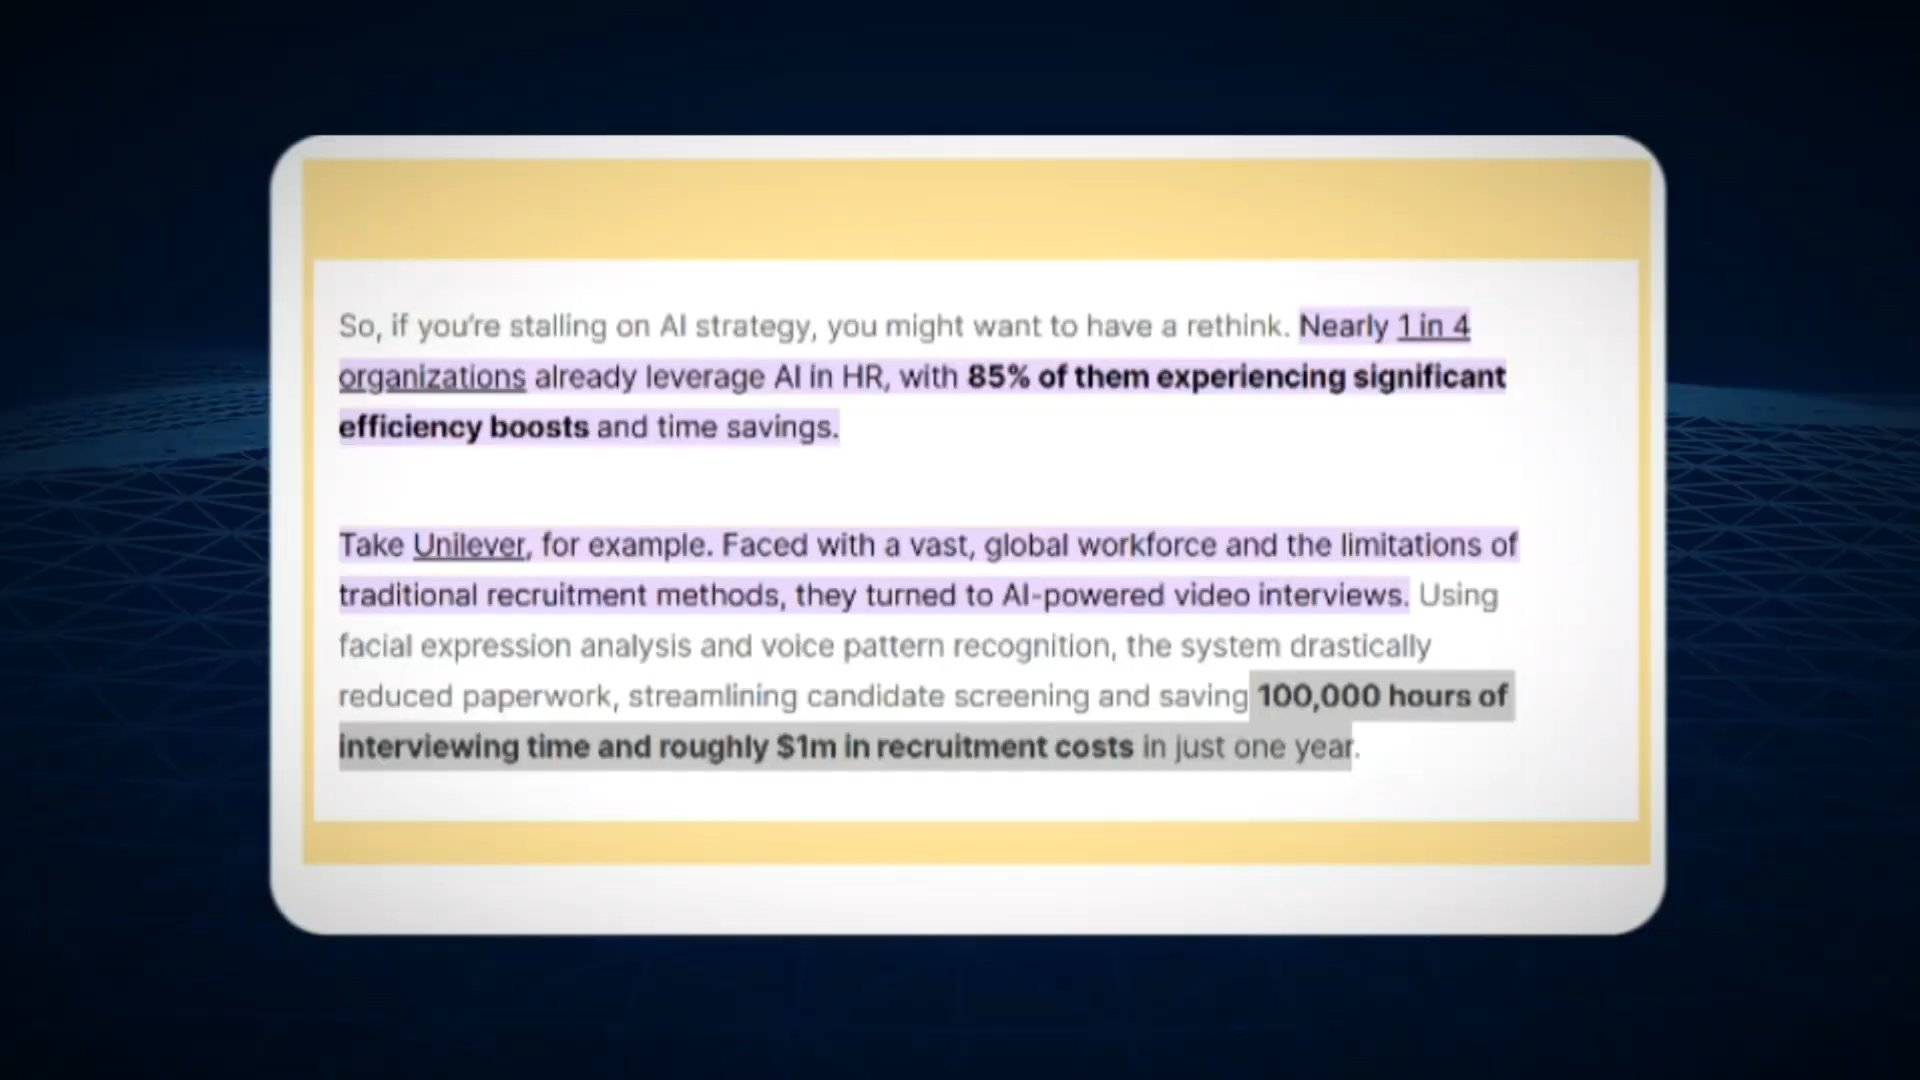 So, if you're stalling on AI strategy, you might want to have a rethink. Nearly 1 in 4
organizations already leverage AI in HR, with 85% of them experiencing significant
efficiency boosts and time savings.
Take Unilever, for example. Faced with a vast, global workforce and the limitations of
traditional recruitment methods, they turned to AI-powered video interviews. Using
facial expression analysis and voice pattern recognition, the system drastically
reduced paperwork, streamlining candidate screening and saving 100,000 hours of
interviewing time and roughly $1m in recruitment costs in just one year.